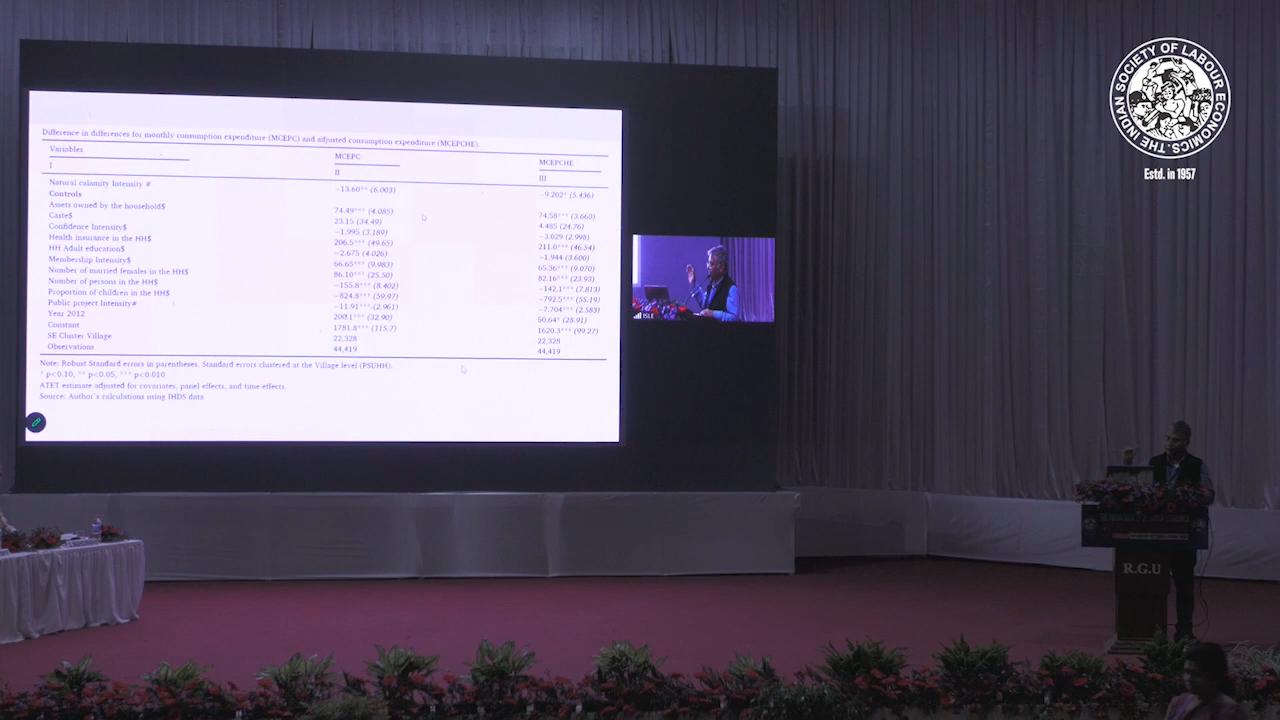 Difference in differences for monthly consumption expenditure (MCEPC) and adjusted consumption expenditure (MCEPCHE).
Variables MCEPC MCEPCHE
I II III
Natural calamity Intensity # −13.60** (6.003) −9.202* (5.436)
Controls
Assets owned by the household$ 74.49*** (4.085) 74.58*** (3.660)
Caste$ 23.15 (34.49) 4.485 (24.76)
Confidence Intensity$ −1.995 (3.189) −3.029 (2.998)
Health insurance in the HH$ 206.5*** (49.65) 211.0*** (46.54)
HH Adult education$ −2.675 (4.026) −1.944 (3.600)
Membership Intensity$ 66.65*** (9.983) 65.36*** (9.070)
Number of married females in the HH$ 86.10*** (25.50) 82.16*** (23.93)
Number of persons in the HH$ −155.8*** (8.402) −142.1*** (7.813)
Proportion of children in the HH$ −824.8*** (59.97) −792.5*** (55.19)
Public project Intensity# −11.91*** (2.961) −7.704*** (2.583)
Year 2012 200.1*** (32.90) 50.64* (28.91)
Constant 1781.8*** (115.7) 1620.3*** (99.27)
SE Cluster Village 22,328 22,328
Observations 44,419 44,419
Note: Robust Standard errors in parentheses. Standard errors clustered at the Village level (PSUHH).
* p<0.10, ** p<0.05, *** p<0.010
ATET estimate adjusted for covariates, panel effects, and time effects.
Source: Author's calculations using IHDS data
ISLE
THE INDIAN SOCIETY OF LABOUR ECONOMICS
Estd. in 1957
R.G.U